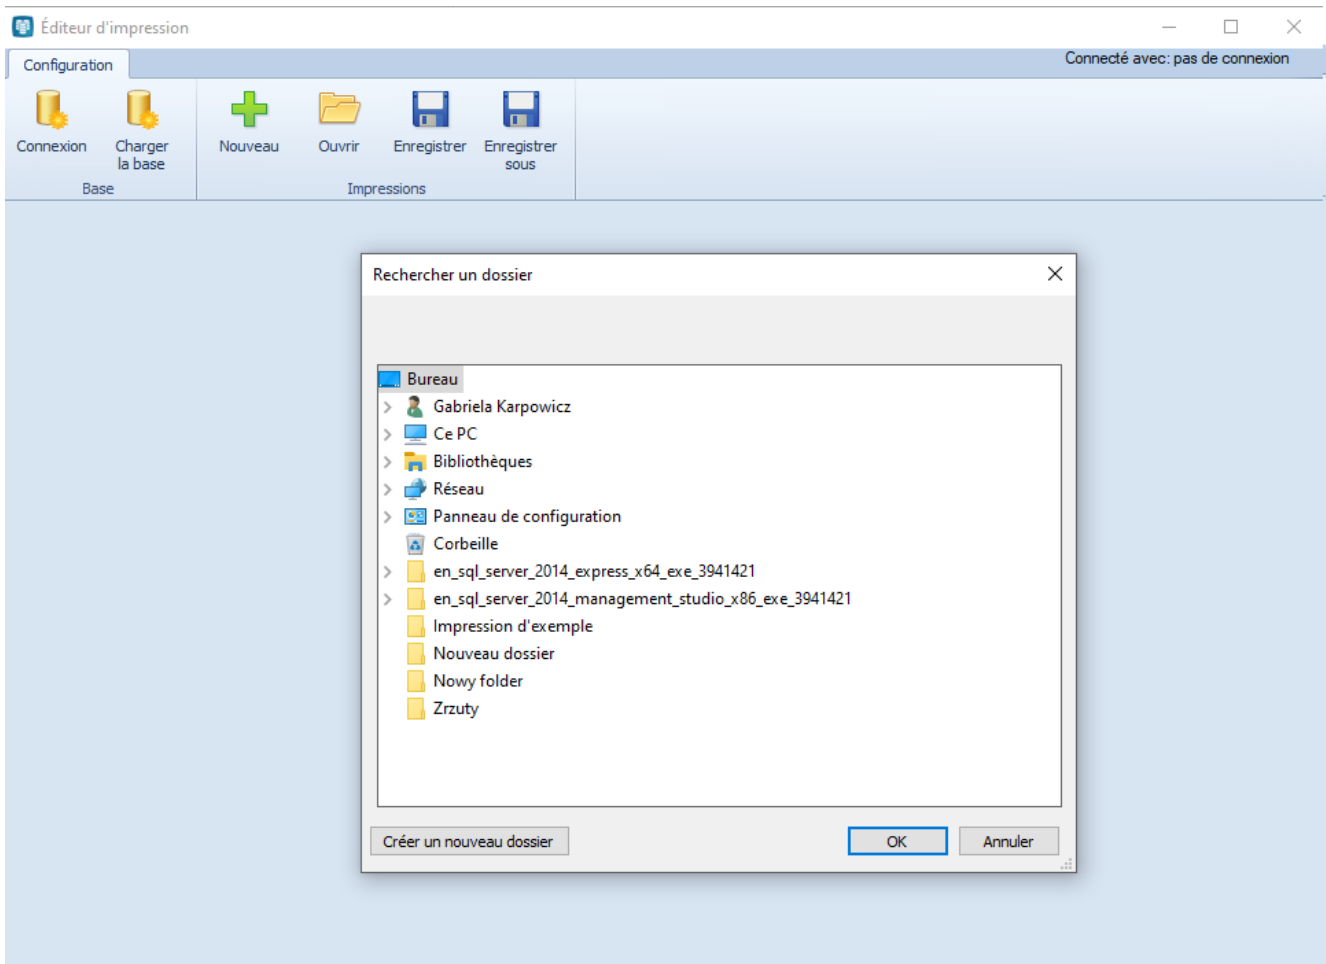 Éditeur d'impression
Configuration
Connecté avec: pas de connexion
Connexion
Charger
la base
Nouveau
Ouvrir
Enregistrer
Enregistrer
sous
Base
Impressions
Rechercher un dossier
Bureau
Gabriela Karpowicz
Ce PC
Bibliothèques
Réseau
Panneau de configuration
Corbeille
en_sql_server_2014_express_x64_exe_3941421
en_sql_server_2014_management_studio_x86_exe_3941421
Impression d'exemple
Nouveau dossier
Nowy folder
Zrzuty
Créer un nouveau dossier
OK
Annuler